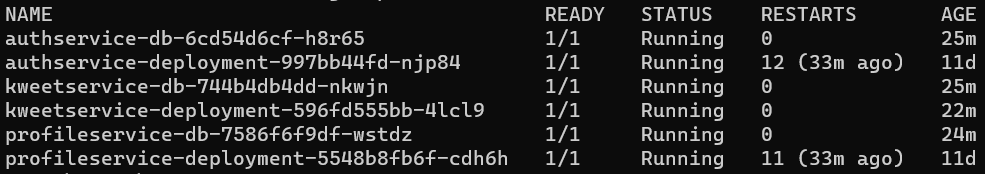 NAME READY STATUS RESTARTS AGE
authservice-db-6cd54d6cf-h8r65 1/1 Running 0 25m
authservice-deployment-997bb44fd-njp84 1/1 Running 12 (33m ago) 11d
kweetservice-db-744b4db4dd-nkwjn 1/1 Running 0 25m
kweetservice-deployment-596fd555bb-4lcl9 1/1 Running 0 22m
profileservice-db-7586f6f9df-wstdz 1/1 Running 0 24m
profileservice-deployment-5548b8fb6f-cdh6h 1/1 Running 11 (33m ago) 11d